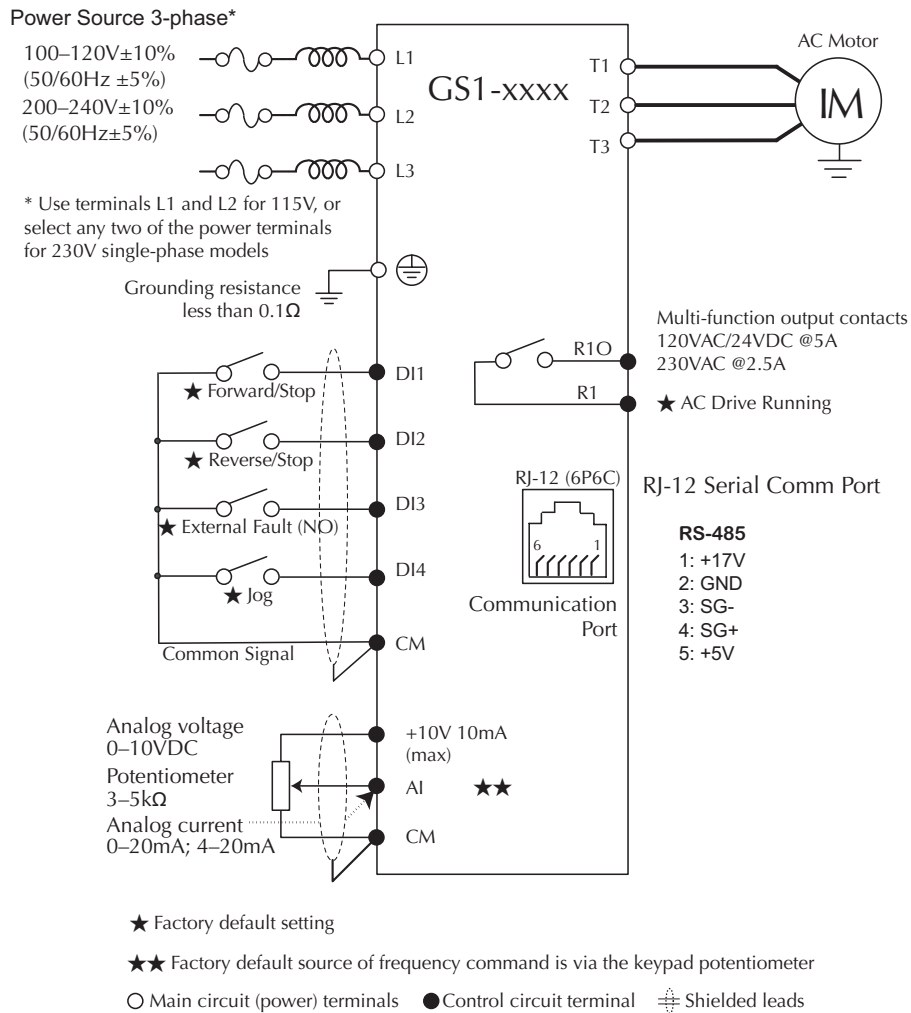 Power Source 3-phase*
100–120V±10%
(50/60Hz ±5%)
200–240V±10%
(50/60Hz±5%)
L1
L2
L3
GS1-xxxx
T1
T2
T3
AC Motor
IM
* Use terminals L1 and L2 for 115V, or
select any two of the power terminals
for 230V single-phase models
Grounding resistance
less than 0.1Ω
Multi-function output contacts
120VAC/24VDC @5A
230VAC @2.5A
R1O
R1
★ AC Drive Running
DI1
★ Forward/Stop
DI2
★ Reverse/Stop
DI3
★ External Fault (NO)
DI4
★ Jog
CM
Common Signal
RJ-12 (6P6C)
6 1
Communication
Port
RJ-12 Serial Comm Port
RS-485
1: +17V
2: GND
3: SG-
4: SG+
5: +5V
Analog voltage
0–10VDC
Potentiometer
3–5kΩ
Analog current
0–20mA; 4–20mA
+10V 10mA
(max)
AI ★★
CM
★ Factory default setting
★★ Factory default source of frequency command is via the keypad potentiometer
Main circuit (power) terminals Control circuit terminal Shielded leads